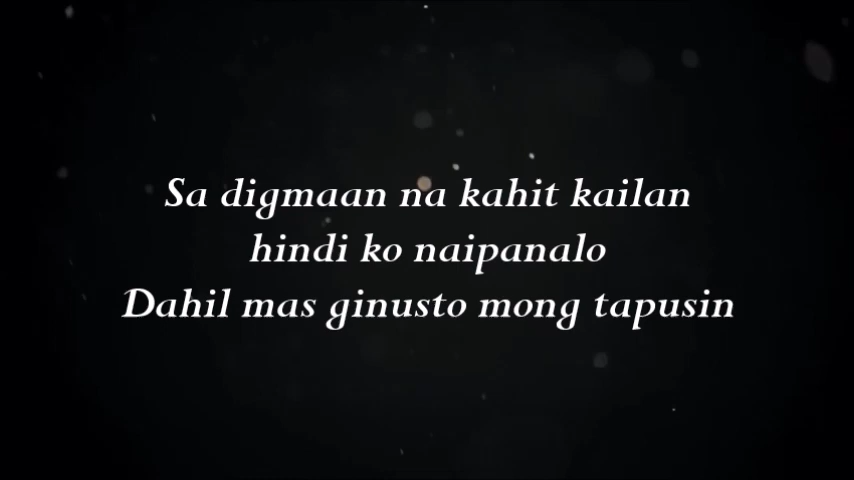 Sa digmaan na kahit kailan
hindi ko naipanalo
Dahil mas ginusto mong tapusin